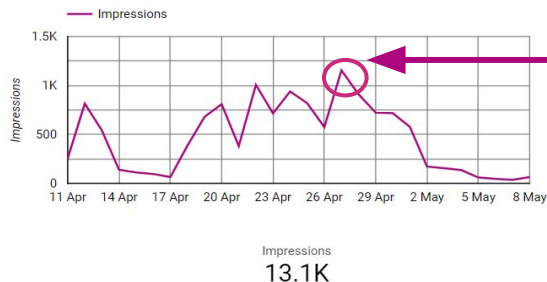 Impressions
1.5K
1K
500
0
Impressions
11 Apr 14 Apr 17 Apr 20 Apr 23 Apr 26 Apr 29 Apr 2 May 5 May 8 May
Impressions
13.1K